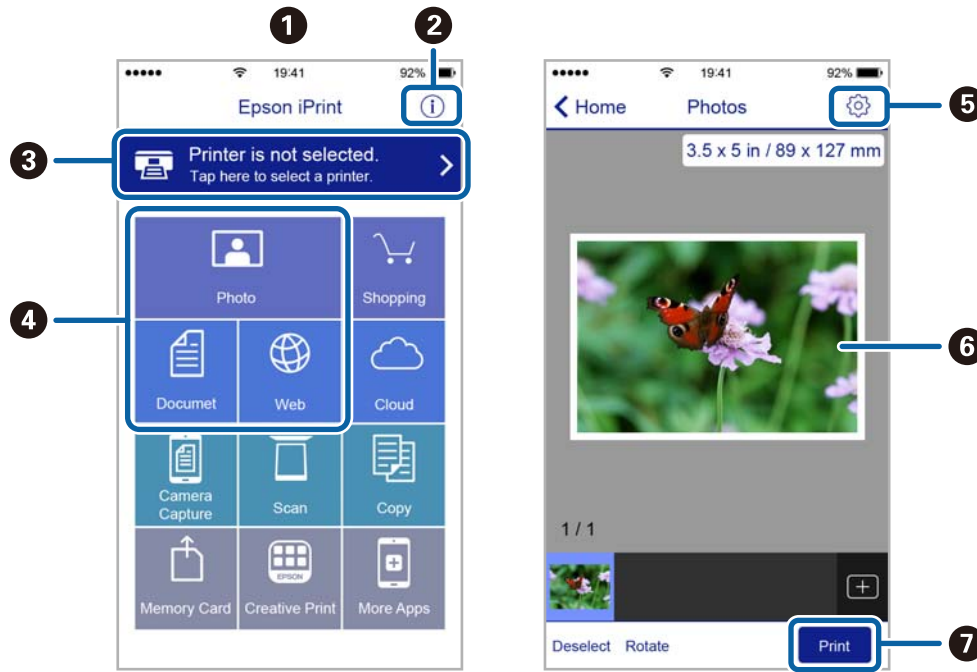 1 2
19:41 92%
Epson iPrint
3
Printer is not selected.
Tap here to select a printer.
4
Photo Shopping
Documet Web Cloud
Camera
Capture Scan Copy
EPSON
Memory Card Creative Print More Apps
19:41 92%
Home Photos
5
3.5 x 5 in / 89 x 127 mm
6
1 / 1
Deselect Rotate Print
7